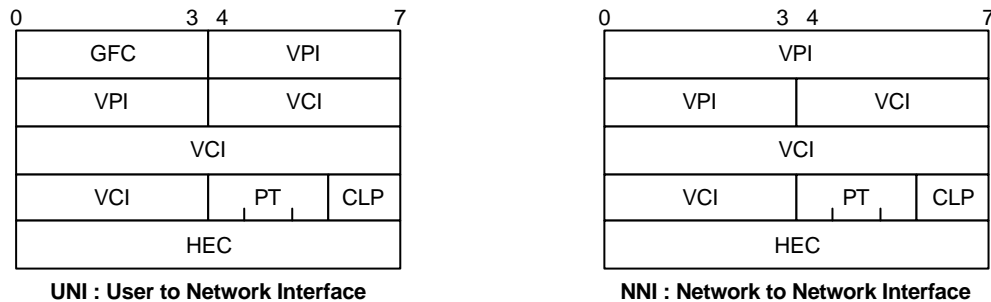 0 3 4 7
GFC VPI
VPI VCI
VCI
VCI PT CLP
HEC
UNI : User to Network Interface
0 3 4 7
VPI
VPI VCI
VCI
VCI PT CLP
HEC
NNI : Network to Network Interface